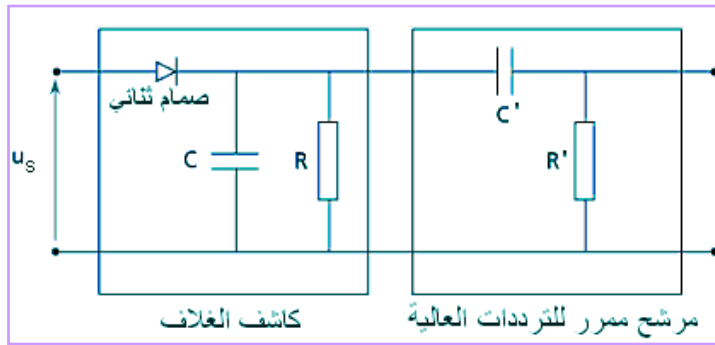 صمام ثنائي
C'
u_S
C
R
R'
كاشف الغلاف
مرشح ممرر للترددات العالية